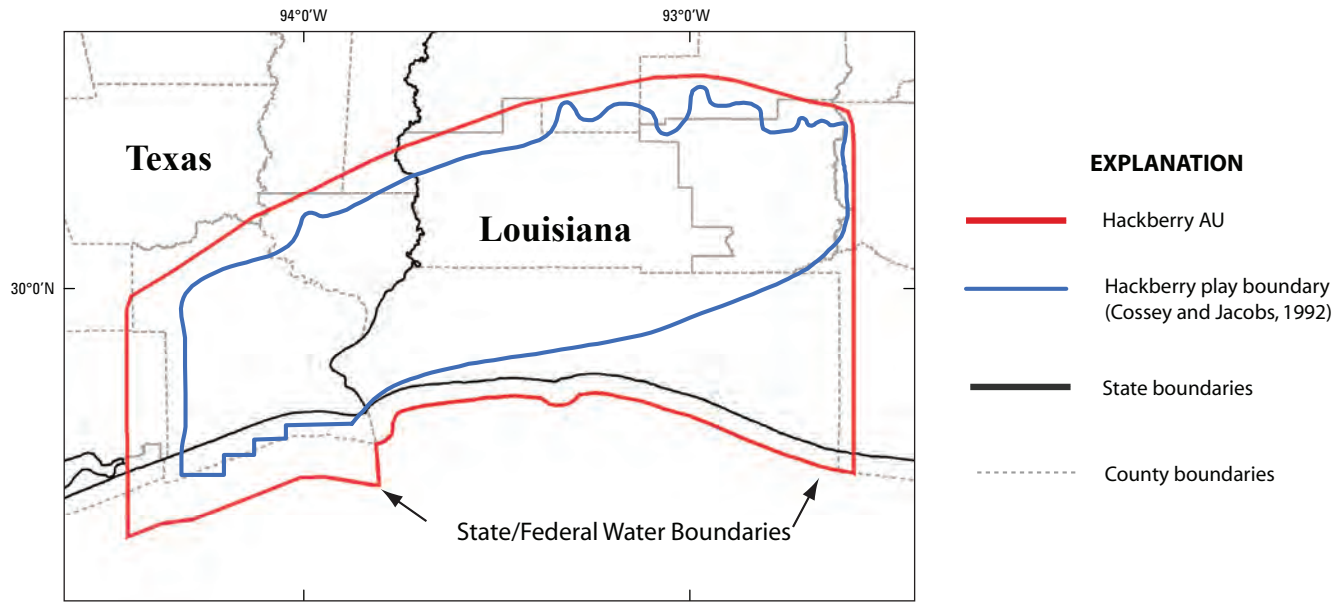 94°0'W
93°0'W
30°0'N
Texas
Louisiana
State/Federal Water Boundaries
EXPLANATION
Hackberry AU
Hackberry play boundary
(Cossey and Jacobs, 1992)
State boundaries
County boundaries